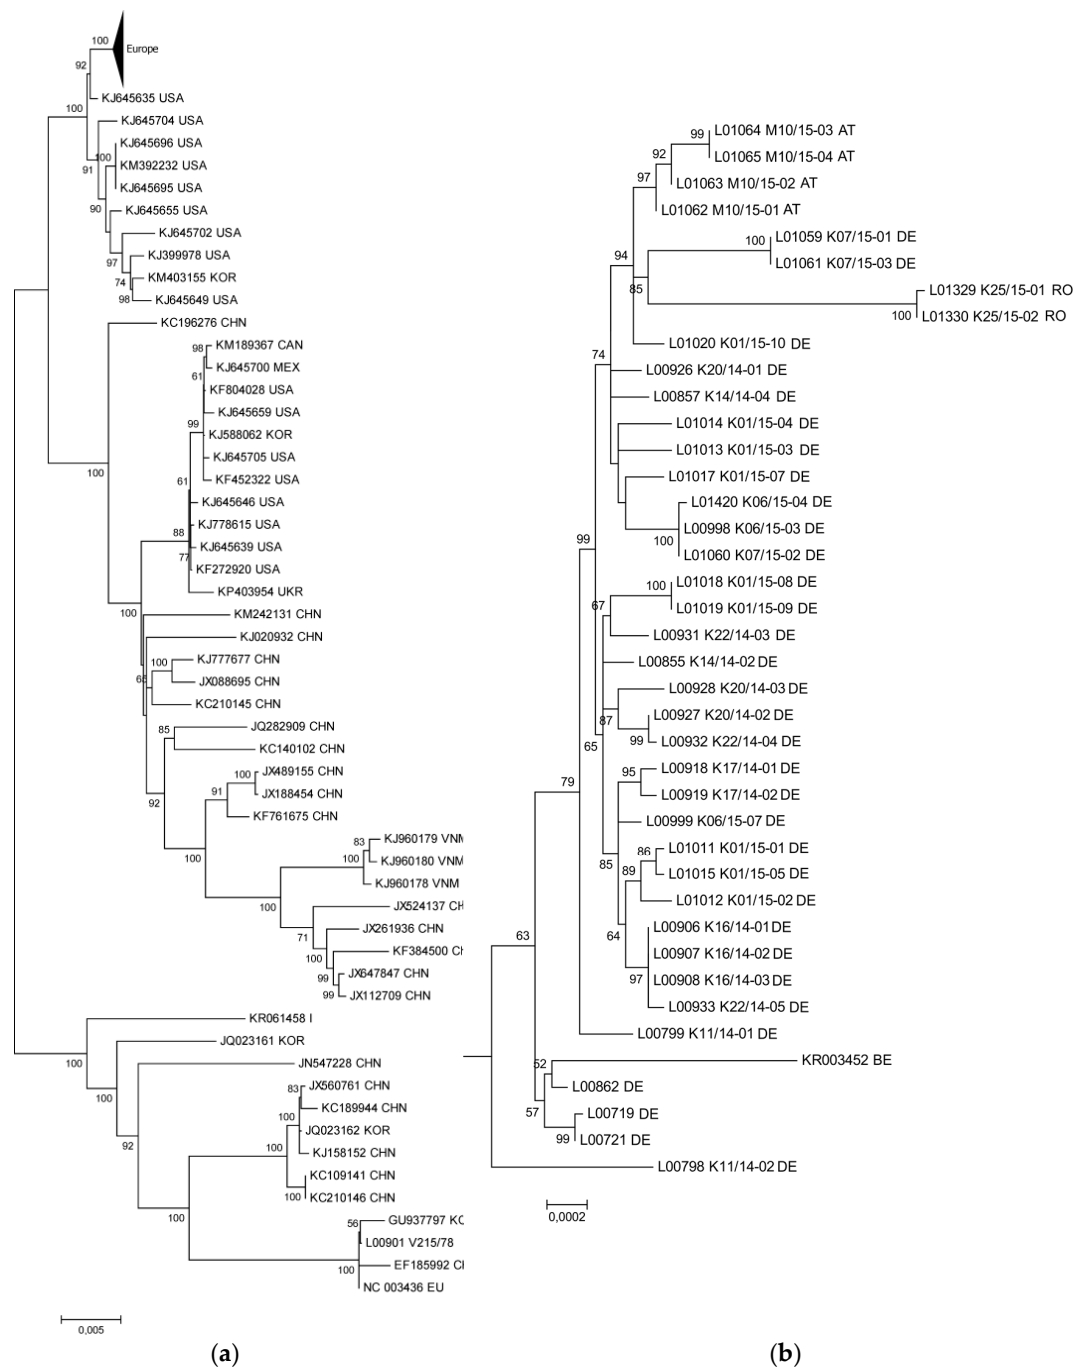 100
Europe
92
KJ645635 USA
100
KJ645704 USA
KJ645696 USA
100
KM392232 USA
91
KJ645695 USA
90
KJ645655 USA
KJ645702 USA
KJ399978 USA
97
KM403155 KOR
74
KJ645649 USA
98
KC196276 CHN
KM189367 CAN
98
KJ645700 MEX
61
KF804028 USA
KJ645659 USA
99
KJ588062 KOR
KJ645705 USA
KF452322 USA
61
KJ645646 USA
KJ778615 USA
88
KJ645639 USA
77
KF272920 USA
KP403954 UKR
100
100
KM242131 CHN
KJ020932 CHN
KJ777677 CHN
100
JX088695 CHN
KC210145 CHN
JQ282909 CHN
85
KC140102 CHN
JX489155 CHN
100
JX188454 CHN
91
92
KF761675 CHN
KJ960179 VNM
83
KJ960180 VNM
100
100
KJ960178 VNM
JX524137 CH
100
JX261936 CHN
71
KF384500 CH
100
JX647847 CHN
99
JX112709 CHN
99
KR061458 I
JQ023161 KOR
100
JN547228 CHN
JX560761 CHN
83
100
KC189944 CHN
100
JQ023162 KOR
92
KJ158152 CHN
100
KC109141 CHN
KC210146 CHN
100
100
GU937797 KO
56
L00901 V215/78
EF185992 CH
100
NC 003436 EU
0,005
(a)
L01064 M10/15-03 AT
99
L01065 M10/15-04 AT
92
L01063 M10/15-02 AT
97
L01062 M10/15-01 AT
L01059 K07/15-01 DE
100
L01061 K07/15-03 DE
94
85
L01329 K25/15-01 RO
L01330 K25/15-02 RO
100
L01020 K01/15-10 DE
74
L00926 K20/14-01 DE
L00857 K14/14-04 DE
L01014 K01/15-04 DE
L01013 K01/15-03 DE
L01017 K01/15-07 DE
L01420 K06/15-04 DE
L00998 K06/15-03 DE
100
L01060 K07/15-02 DE
99
L01018 K01/15-08 DE
100
L01019 K01/15-09 DE
67
L00931 K22/14-03 DE
L00855 K14/14-02 DE
L00928 K20/14-03 DE
L00927 K20/14-02 DE
87
L00932 K22/14-04 DE
99
65
L00918 K17/14-01 DE
95
79
L00919 K17/14-02 DE
L00999 K06/15-07 DE
L01011 K01/15-01 DE
86
85
L01015 K01/15-05 DE
89
L01012 K01/15-02 DE
L00906 K16/14-01 DE
64
63
L00907 K16/14-02 DE
L00908 K16/14-03 DE
97
L00933 K22/14-05 DE
L00799 K11/14-01 DE
KR003452 BE
52
L00862 DE
57
L00719 DE
L00721 DE
99
L00798 K11/14-02 DE
0,0002
(b)